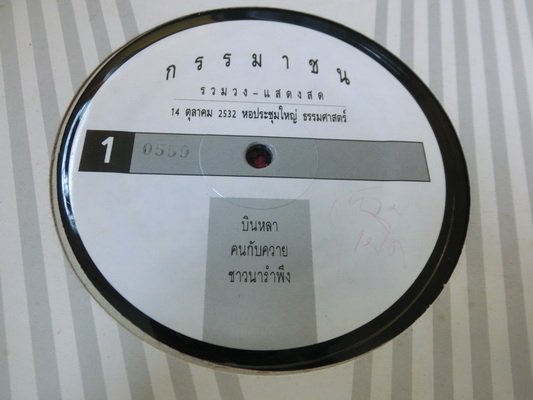 กรรมาชน
รวมวง-แสดงสด
14 ตุลาคม 2532 หอประชุมใหญ่ ธรรมศาสตร์
1 0559
บินหลา
คนกับควาย
ชาวนารำพึง